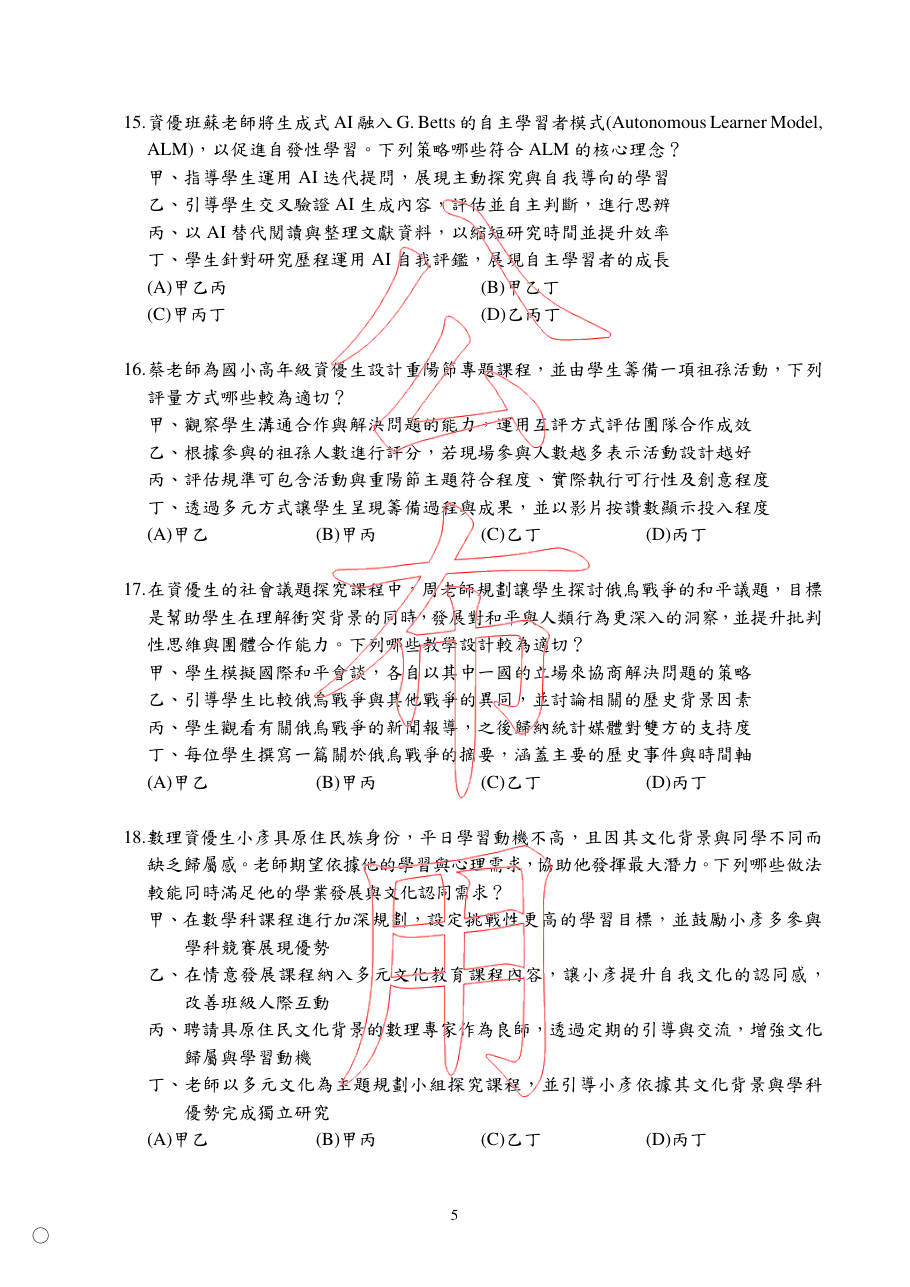 15.資優班蘇老師將生成式 AI 融入 G. Betts 的自主學習者模式(Autonomous Learner Model,
ALM)，以促進自發性學習。下列策略哪些符合 ALM 的核心理念？
甲、指導學生運用 AI 迭代提問，展現主動探究與自我導向的學習
乙、引導學生交叉驗證 AI 生成內容，評估並自主判斷，進行思辨
丙、以 AI 替代閱讀與整理文獻資料，以縮短研究時間並提升效率
丁、學生針對研究歷程運用 AI 自我評鑑，展現自主學習者的成長
(A)甲乙丙 (B)甲乙丁
(C)甲丙丁 (D)乙丙丁
16.蔡老師為國小高年級資優生設計重陽節專題課程，並由學生籌備一項祖孫活動，下列
評量方式哪些較為適切？
甲、觀察學生溝通合作與解決問題的能力，運用互評方式評估團隊合作成效
乙、根據參與的祖孫人數進行評分，若現場參與人數越多表示活動設計越好
丙、評估規準可包含活動與重陽節主題符合程度、實際執行可行性及創意程度
丁、透過多元方式讓學生呈現籌備過程與成果，並以影片按讚數顯示投入程度
(A)甲乙 (B)甲丙 (C)乙丁 (D)丙丁
17.在資優生的社會議題探究課程中，周老師規劃讓學生探討俄烏戰爭的和平議題，目標
是幫助學生在理解衝突背景的同時，發展對和平與人類行為更深入的洞察，並提升批判
性思維與團體合作能力。下列哪些教學設計較為適切？
甲、學生模擬國際和平會談，各自以其中一國的立場來協商解決問題的策略
乙、引導學生比較俄烏戰爭與其他戰爭的異同，並討論相關的歷史背景因素
丙、學生觀看有關俄烏戰爭的新聞報導，之後歸納統計媒體對雙方的支持度
丁、每位學生撰寫一篇關於俄烏戰爭的摘要，涵蓋主要的歷史事件與時間軸
(A)甲乙 (B)甲丙 (C)乙丁 (D)丙丁
18.數理資優生小彥具原住民族身份，平日學習動機不高，且因其文化背景與同學不同而
缺乏歸屬感。老師期望依據他的學習與心理需求，協助他發揮最大潛力。下列哪些做法
較能同時滿足他的學業發展與文化認同需求？
甲、在數學科課程進行加深規劃，設定挑戰性更高的學習目標，並鼓勵小彥多參與
學科競賽展現優勢
乙、在情意發展課程納入多元文化教育課程內容，讓小彥提升自我文化的認同感，
改善班級人際互動
丙、聘請具原住民文化背景的數理專家作為良師，透過定期的引導與交流，增強文化
歸屬與學習動機
丁、老師以多元文化為主題規劃小組探究課程，並引導小彥依據其文化背景與學科
優勢完成獨立研究
(A)甲乙 (B)甲丙 (C)乙丁 (D)丙丁
公布用
5